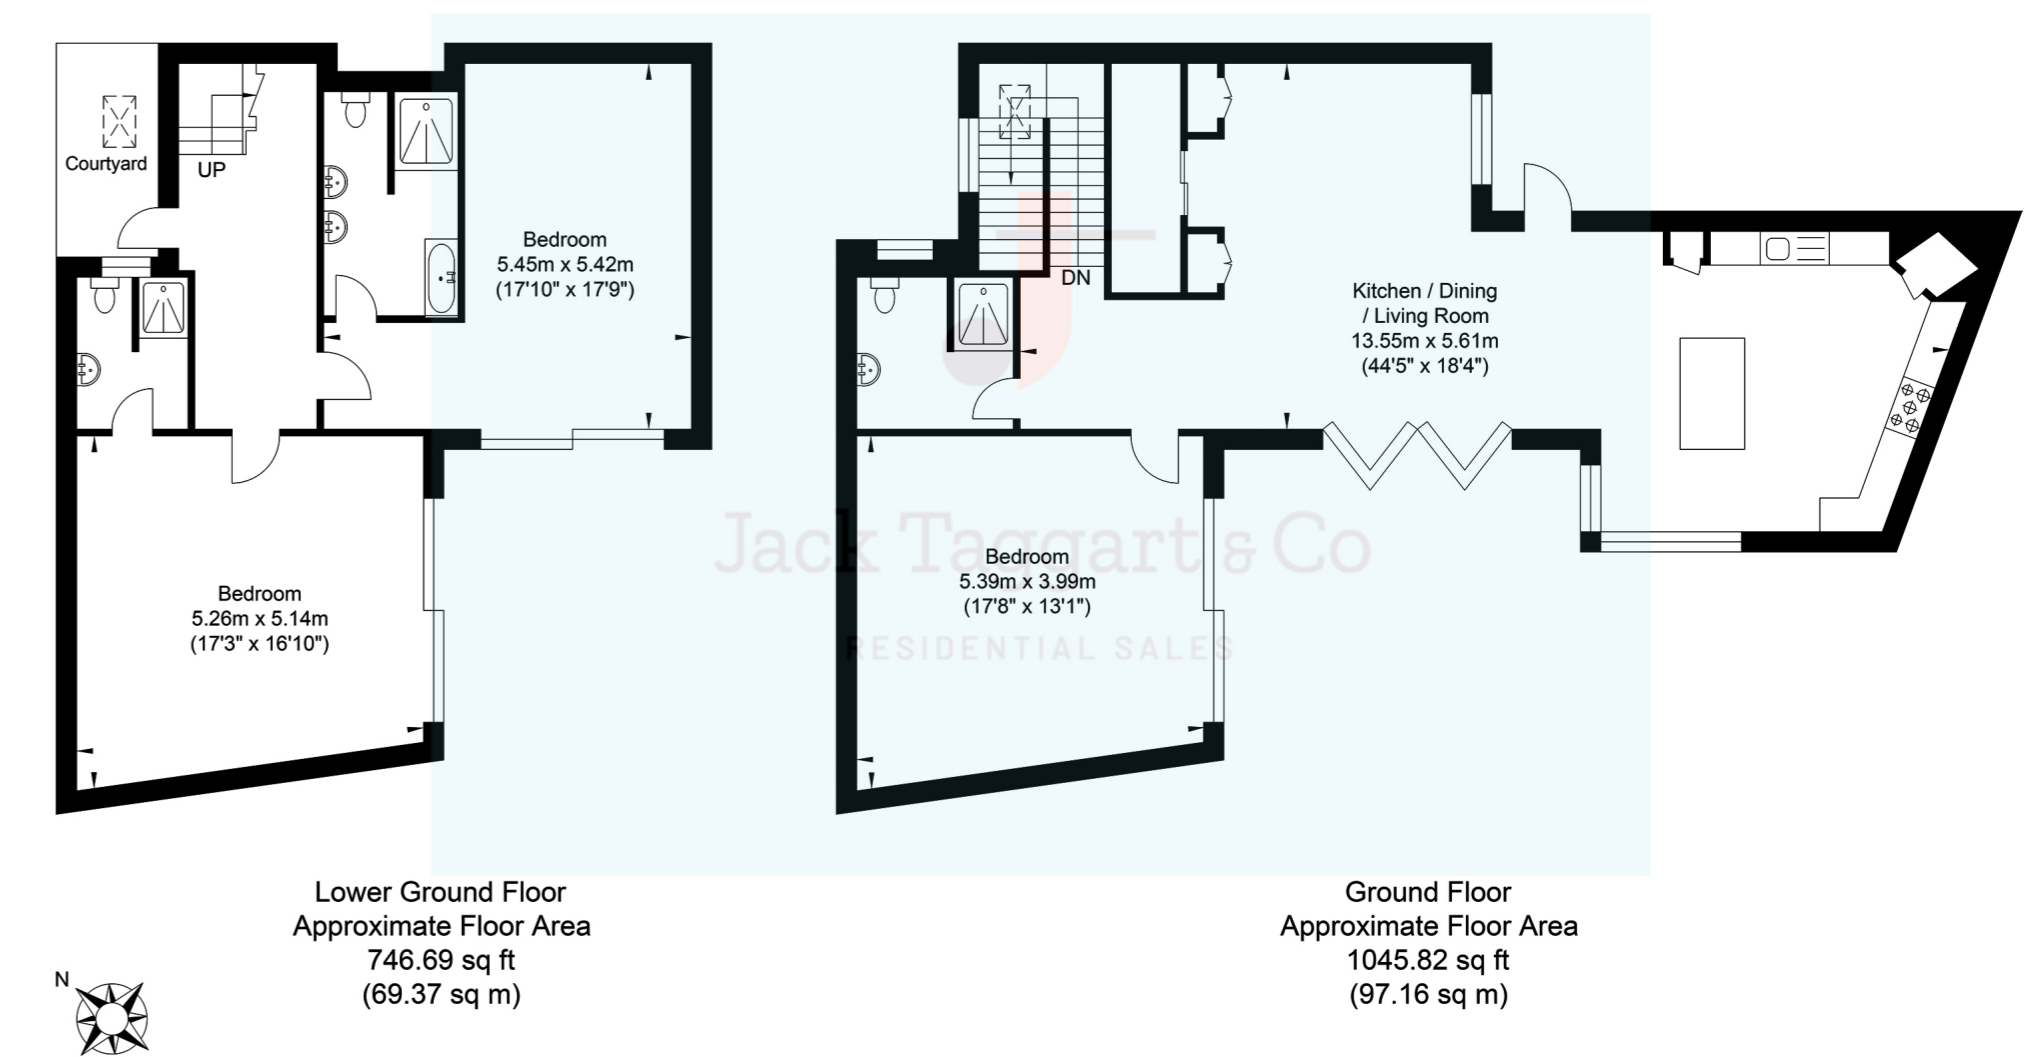 Courtyard
UP
Bedroom
5.45m x 5.42m
(17'10" x 17'9")
Bedroom
5.26m x 5.14m
(17'3" x 16'10")
DN
Kitchen / Dining
/ Living Room
13.55m x 5.61m
(44'5" x 18'4")
Bedroom
5.39m x 3.99m
(17'8" x 13'1")
Jack Taggart & Co
RESIDENTIAL SALES
Lower Ground Floor
Approximate Floor Area
746.69 sq ft
(69.37 sq m)
Ground Floor
Approximate Floor Area
1045.82 sq ft
(97.16 sq m)
N